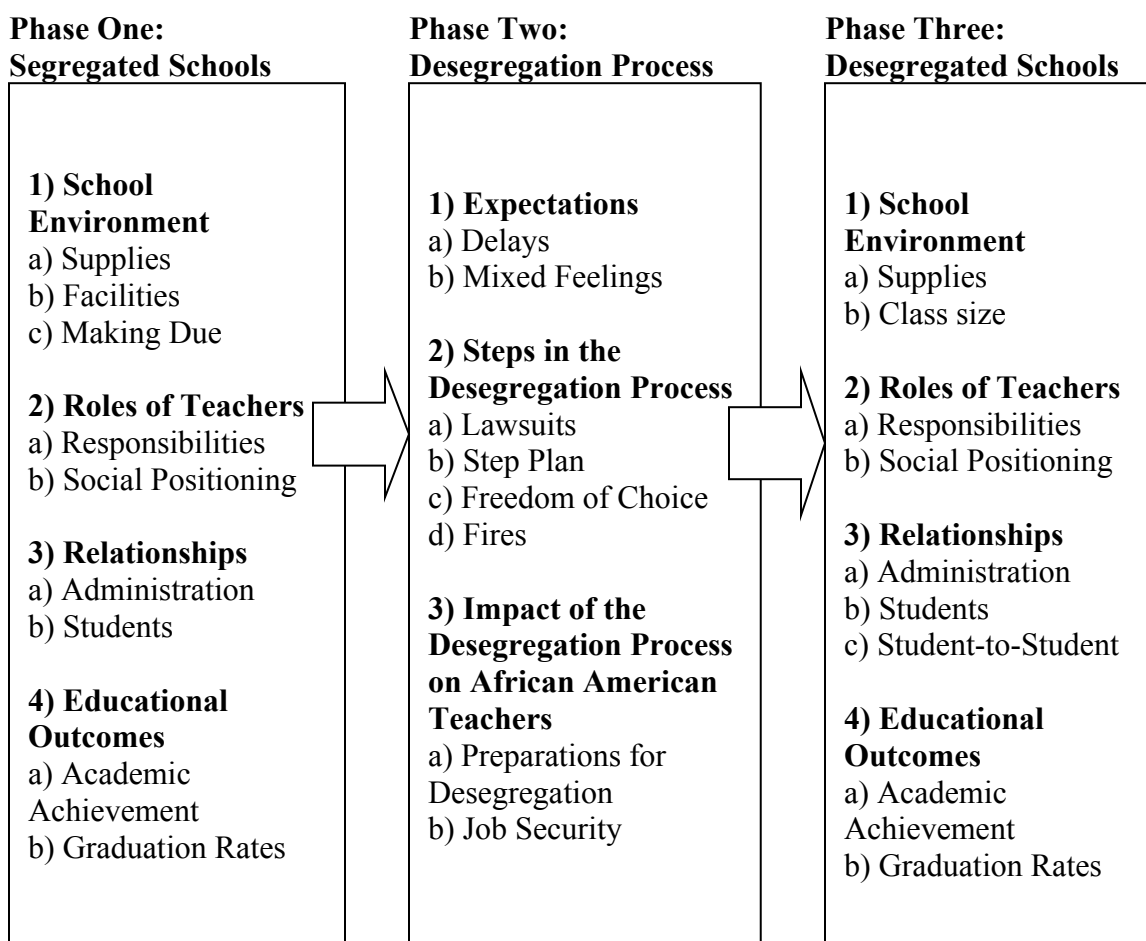 Phase One:
Segregated Schools
1) School
Environment
a) Supplies
b) Facilities
c) Making Due
2) Roles of Teachers
a) Responsibilities
b) Social Positioning
3) Relationships
a) Administration
b) Students
4) Educational
Outcomes
a) Academic
Achievement
b) Graduation Rates
Phase Two:
Desegregation Process
1) Expectations
a) Delays
b) Mixed Feelings
2) Steps in the
Desegregation Process
a) Lawsuits
b) Step Plan
c) Freedom of Choice
d) Fires
3) Impact of the
Desegregation Process
on African American
Teachers
a) Preparations for
Desegregation
b) Job Security
Phase Three:
Desegregated Schools
1) School
Environment
a) Supplies
b) Class size
2) Roles of Teachers
a) Responsibilities
b) Social Positioning
3) Relationships
a) Administration
b) Students
c) Student-to-Student
4) Educational
Outcomes
a) Academic
Achievement
b) Graduation Rates